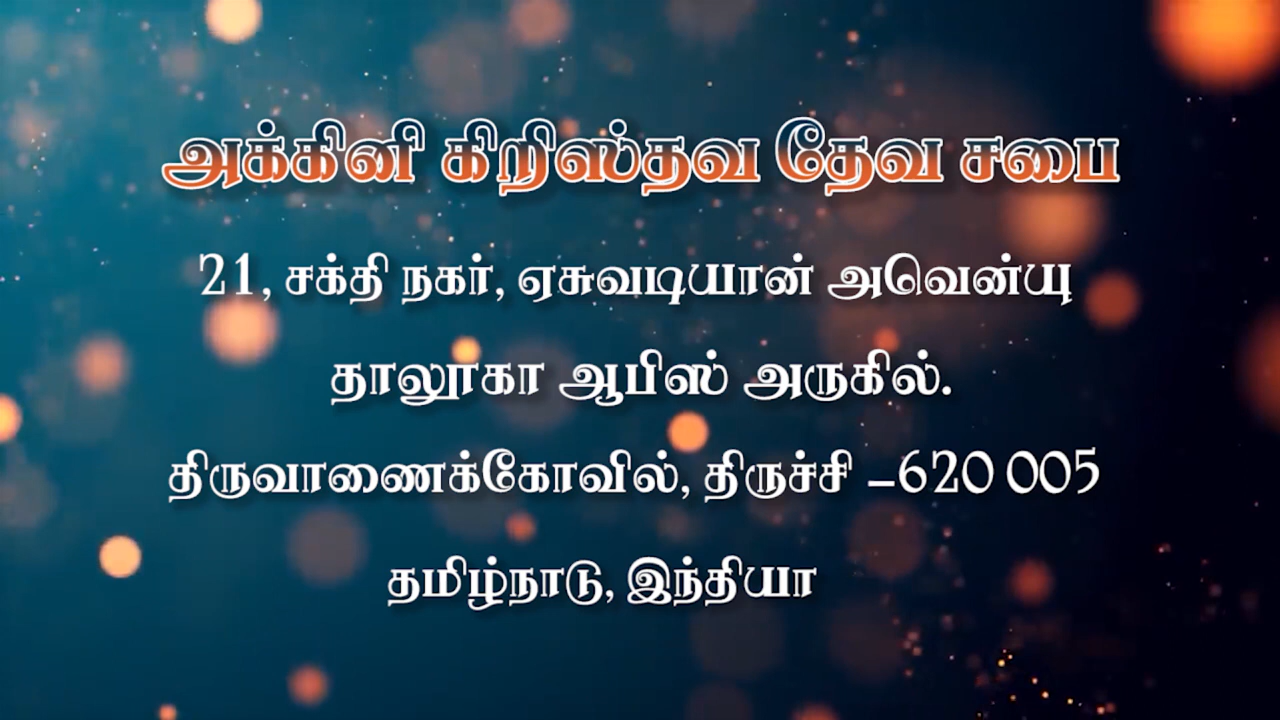 அக்கினி கிறிஸ்தவ தேவ சபை
21, சக்தி நகர், ஏசுவடியான் அவென்யு
தாலூகா ஆபிஸ் அருகில்.
திருவாணைக்கோவில், திருச்சி -620 005
தமிழ்நாடு, இந்தியா